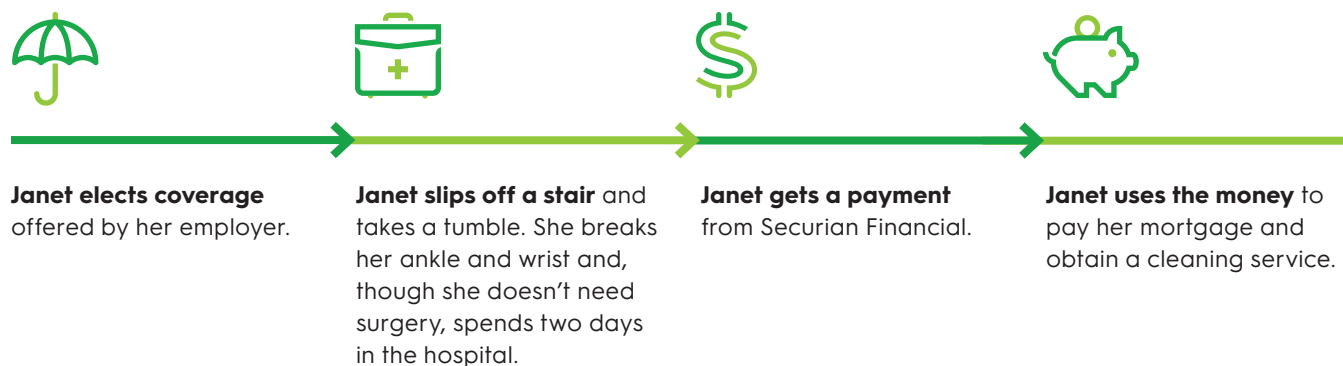 Janet elects coverage
offered by her employer.
Janet slips off a stair and
takes a tumble. She breaks
her ankle and wrist and,
though she doesn’t need
surgery, spends two days
in the hospital.
Janet gets a payment
from Securian Financial.
Janet uses the money to
pay her mortgage and
obtain a cleaning service.